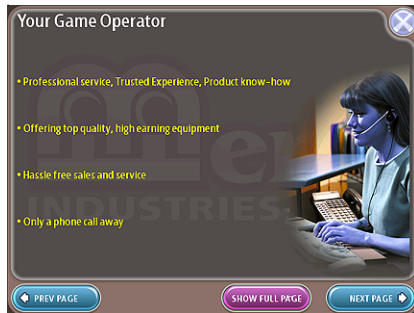 Your Game Operator
• Professional service, Trusted Experience, Product know-how
• Offering top quality, high earning equipment
• Hassle free sales and service
• Only a phone call away
INDUSTRIES
PREV PAGE
SHOW FULL PAGE
NEXT PAGE